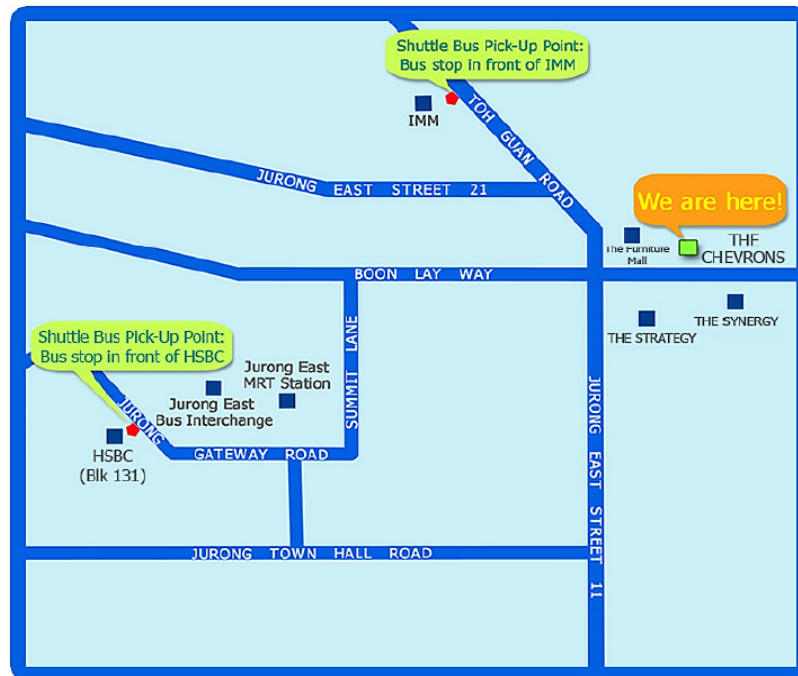 Shuttle Bus Pick-Up Point:
Bus stop in front of IMM
IMM
TOH GUAN ROAD
JURONG EAST STREET 21
We are here!
The Furniture
Mall
THE
CHEVRONS
BOON LAY WAY
THE SYNERGY
THE STRATEGY
Shuttle Bus Pick-Up Point:
Bus stop in front of HSBC
SUMMIT LANE
Jurong East
MRT Station
Jurong East
Bus Interchange
JURONG
GATEWAY ROAD
HSBC
(Blk 131)
JURONG EAST STREET 11
JURONG TOWN HALL ROAD